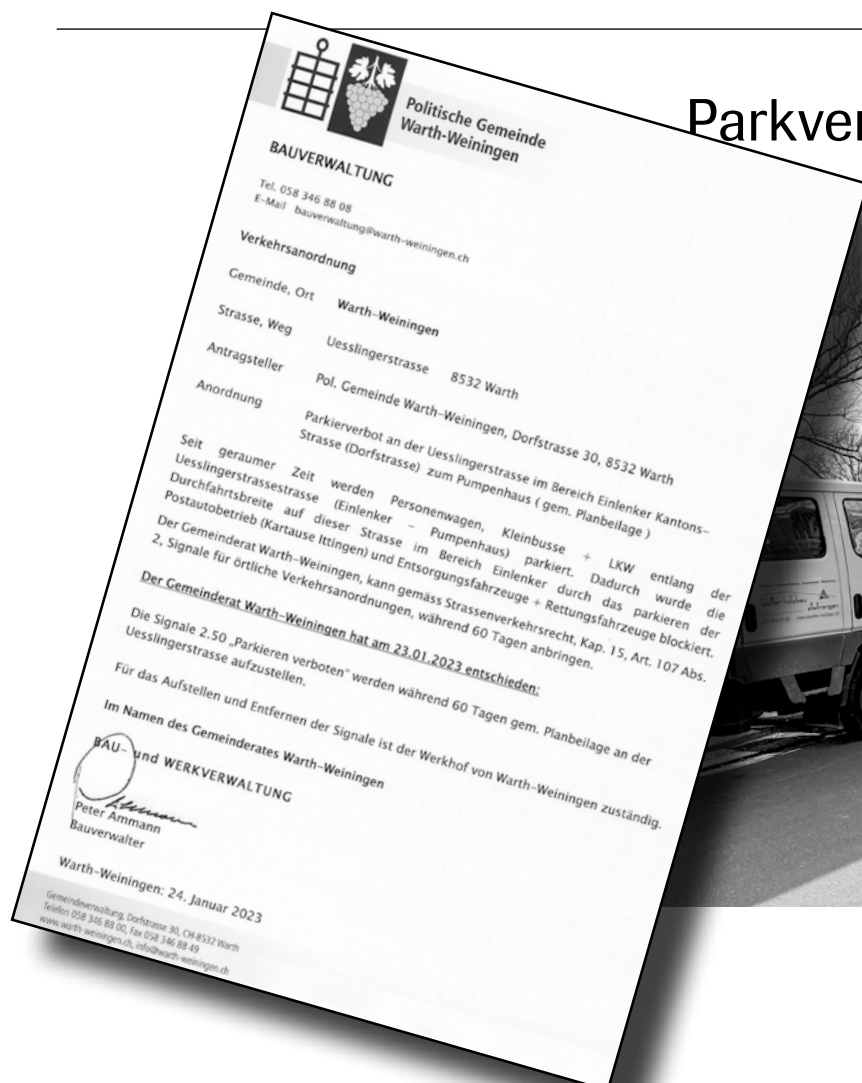 Parkver
Politische Gemeinde
Warth-Weiningen
BAUVERWALTUNG
Tel. 058 346 88 08
E-Mail bauverwaltung@warth-weiningen.ch
Verkehrsanordnung
Gemeinde, Ort Warth-Weiningen
Strasse, Weg Uesslingerstrasse 8532 Warth
Antragsteller Pol. Gemeinde Warth-Weiningen, Dorfstrasse 30, 8532 Warth
Anordnung Parkierverbot an der Uesslingerstrasse im Bereich Einlenker Kantons-
Strasse (Dorfstrasse) zum Pumpenhaus ( gem. Planbeilage )
Seit geraumer Zeit werden Personenwagen, Kleinbusse + LKW entlang der
Uesslingerstrassestrasse (Einlenker – Pumpenhaus) parkiert. Dadurch wurde die
Durchfahrtsbreite auf dieser Strasse im Bereich Einlenker durch das parkieren der
Postautobetrieb (Kartause Ittingen) und Entsorgungsfahrzeuge + Rettungsfahrzeuge blockiert.
Der Gemeinderat Warth-Weiningen, kann gemäss Strassenverkehrsrecht, Kap. 15, Art. 107 Abs.
2, Signale für örtliche Verkehrsanordnungen, während 60 Tagen anbringen.
Der Gemeinderat Warth-Weiningen hat am 23.01.2023 entschieden:
Die Signale 2.50 „Parkieren verboten" werden während 60 Tagen gem. Planbeilage an der
Uesslingerstrasse aufzustellen.
Für das Aufstellen und Entfernen der Signale ist der Werkhof von Warth-Weiningen zuständig.
Im Namen des Gemeinderates Warth-Weiningen
BAU- und WERKVERWALTUNG
Peter Ammann
Bauverwalter
Warth-Weiningen: 24. Januar 2023
Gemeindeverwaltung, Dorfstrasse 30, CH-8532 Warth
Telefon 058 346 88 00, Fax 058 346 88 49
www.warth-weiningen.ch, info@warth-weiningen.ch